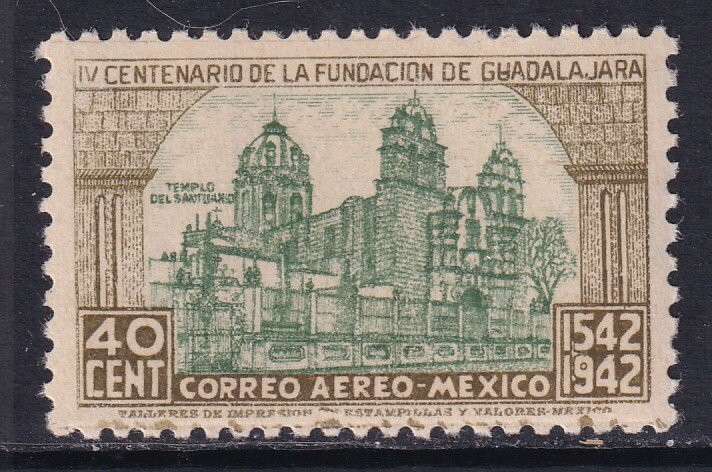 IV CENTENARIO DE LA FUNDACION DE GUADALAJARA
TEMPLO
DEL SANTUARIO
40
CENT
1542
1942
CORREO AEREO-MEXICO
TALLERES DE IMPRESION DE ESTAMPILLAS Y VALORES-MEXICO